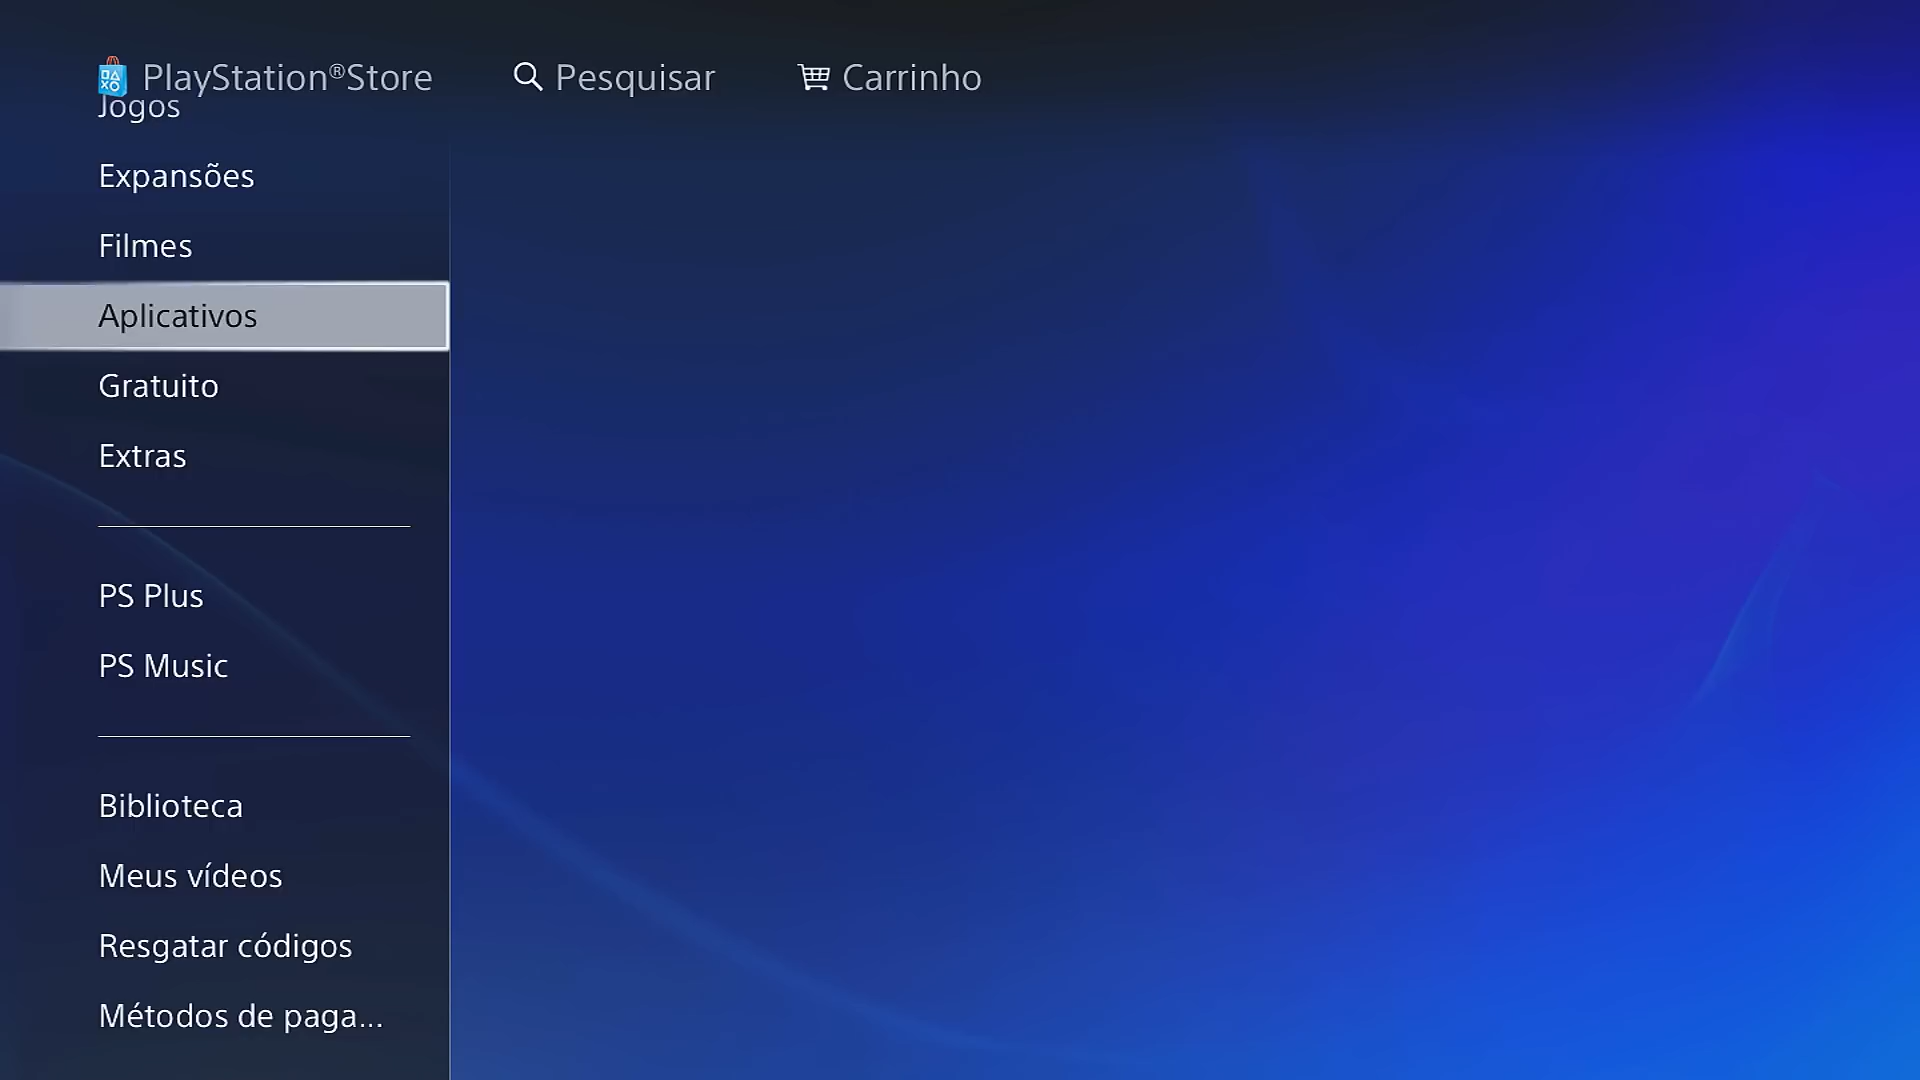 PlayStation®Store
Pesquisar
Carrinho
Jogos
Expansões
Filmes
Aplicativos
Gratuito
Extras
PS Plus
PS Music
Biblioteca
Meus vídeos
Resgatar códigos
Métodos de paga...